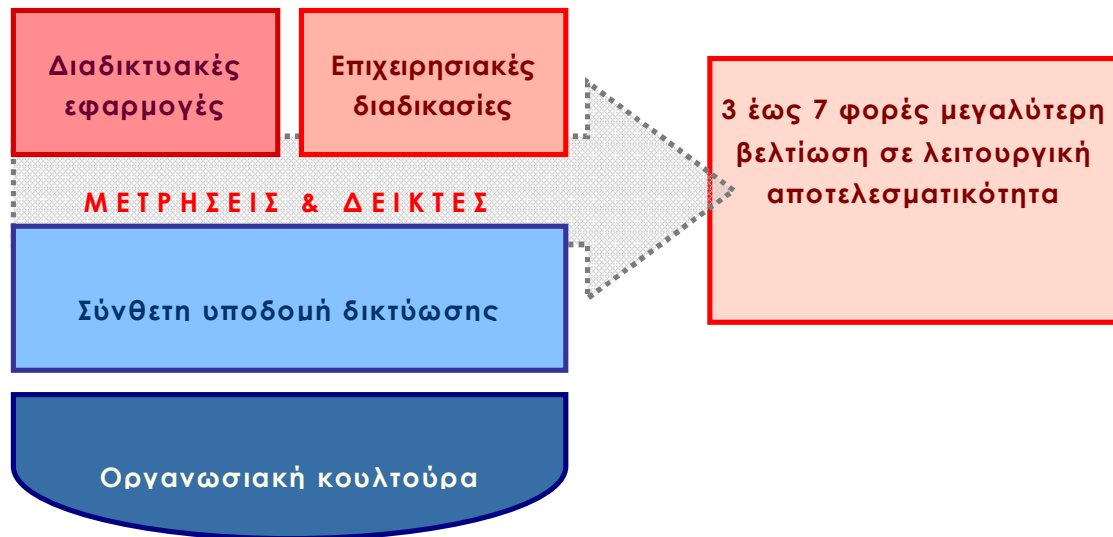 Διαδικτυακές
εφαρμογές
Επιχειρησιακές
διαδικασίες
3 έως 7 φορές μεγαλύτερη
βελτίωση σε λειτουργική
αποτελεσματικότητα
ΜΕΤΡΗΣΕΙΣ & ΔΕΙΚΤΕΣ
Σύνθετη υποδομή δικτύωσης
Οργανωσιακή κουλτούρα